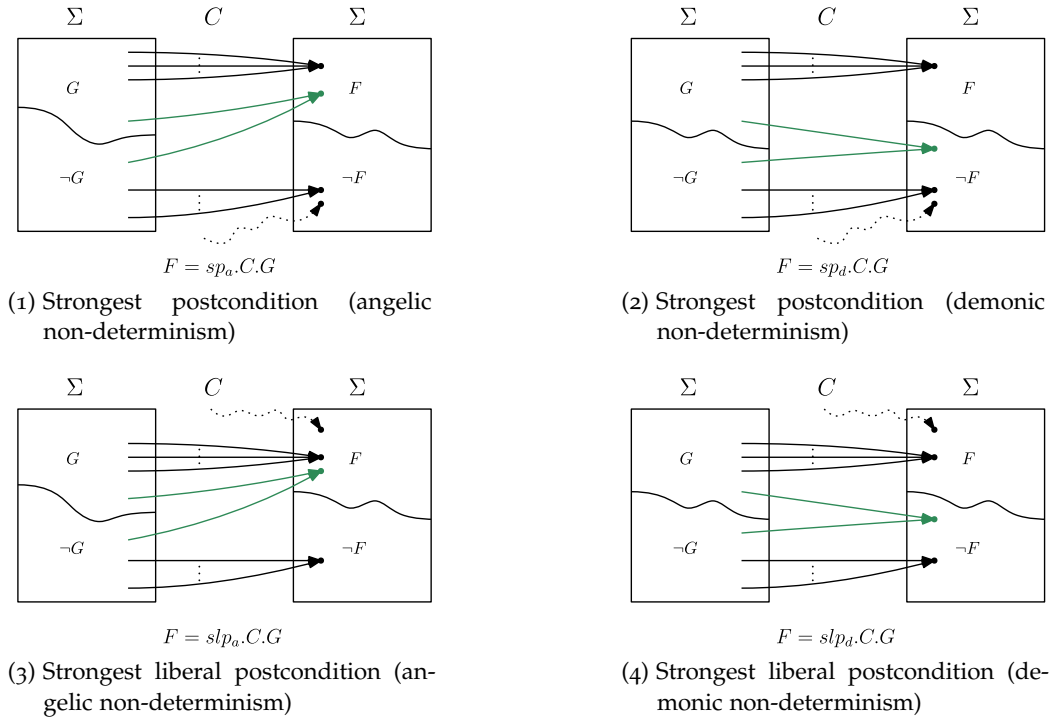 Σ C Σ
G
F
¬G
¬F
F = sp_a.C.G
(1) Strongest postcondition (angelic
non-determinism)
Σ C Σ
G
F
¬G
¬F
F = sp_d.C.G
(2) Strongest postcondition (demonic
non-determinism)
Σ C Σ
G
F
¬G
¬F
F = slp_a.C.G
(3) Strongest liberal postcondition (an-
gelic non-determinism)
Σ C Σ
G
F
¬G
¬F
F = slp_d.C.G
(4) Strongest liberal postcondition (de-
monic non-determinism)